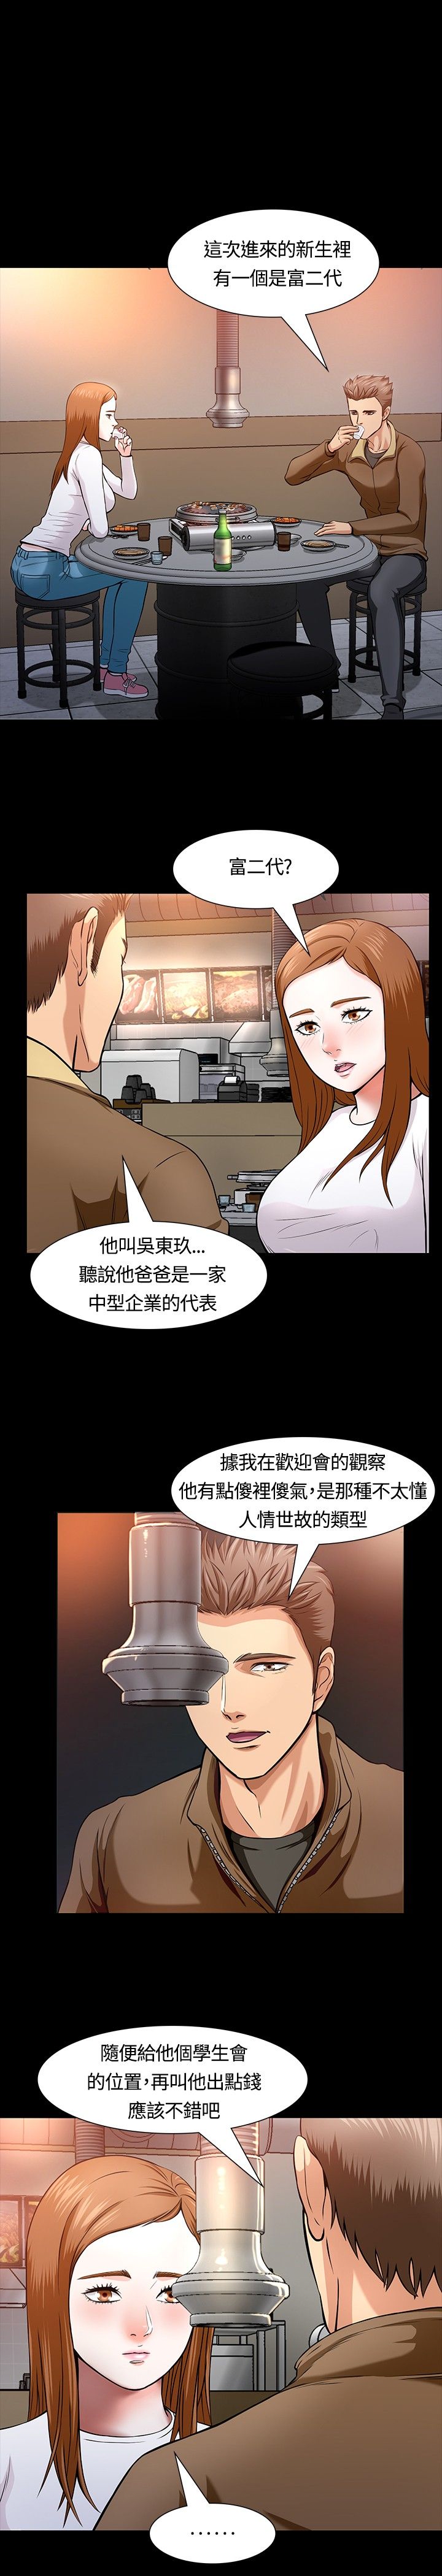 這次進來的新生裡
有一個是富二代
富二代?
他叫吳東玖...
聽說他爸爸是一家
中型企業的代表
據我在歡迎會的觀察
他有點傻裡傻氣,是那種不太懂
人情世故的類型
隨便給他個學生會
的位置,再叫他出點錢
應該不錯吧
······